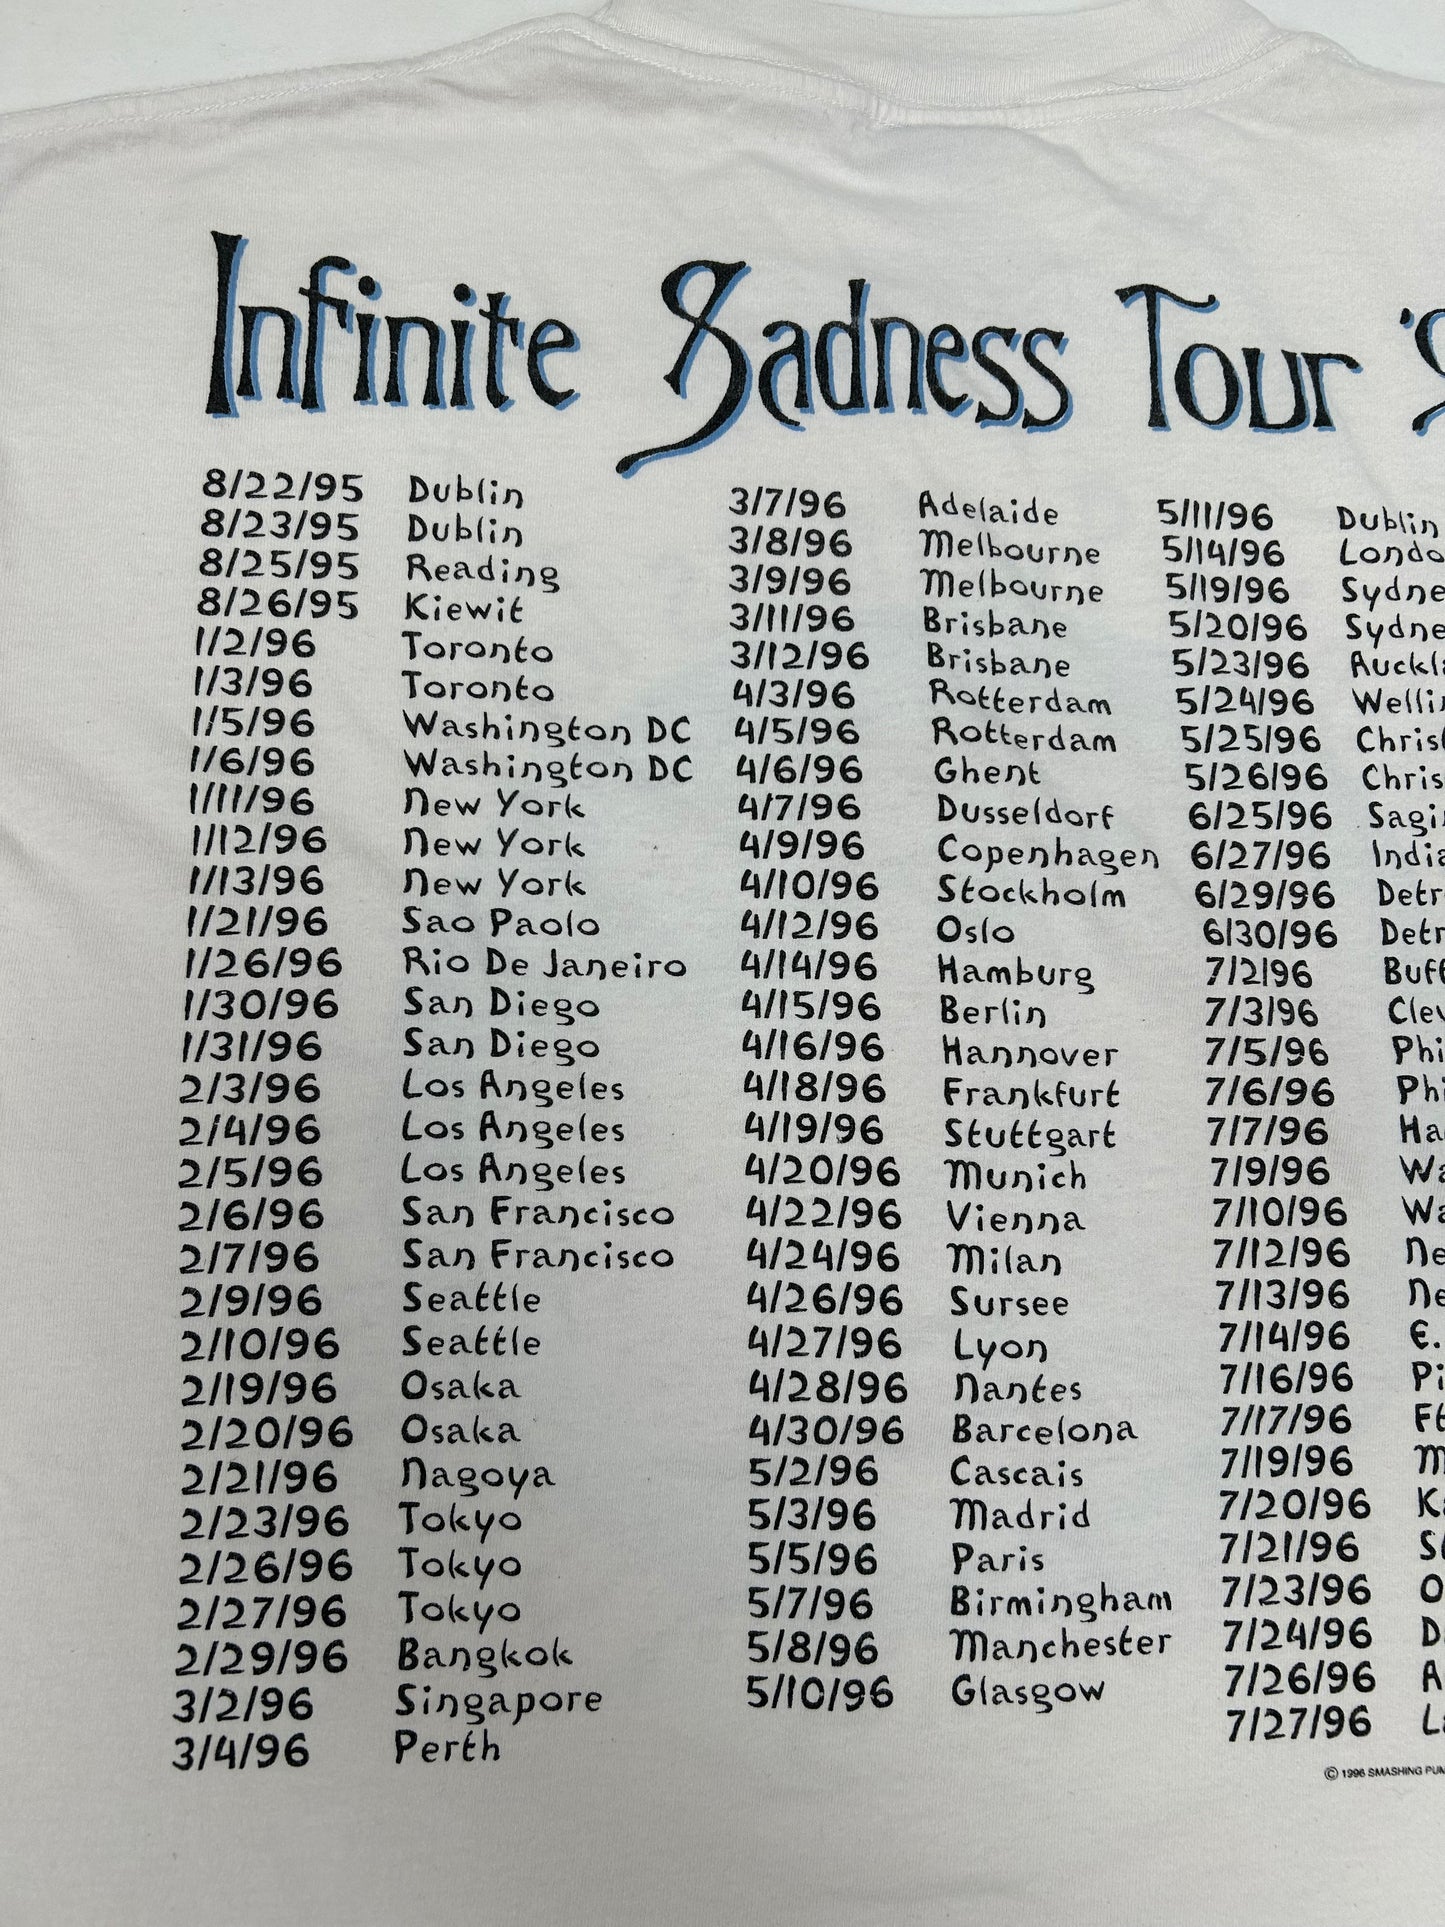 Infinite Sadness Tour
8/22/95 Dublin
8/23/95 Dublin
8/25/95 Reading
8/26/95 Kiewit
1/2/96 Toronto
1/3/96 Toronto
1/5/96 Washington DC
1/6/96 Washington DC
1/11/96 New York
1/12/96 New York
1/13/96 New York
1/21/96 Sao Paolo
1/26/96 Rio De Janeiro
1/30/96 San Diego
1/31/96 San Diego
2/3/96 Los Angeles
2/4/96 Los Angeles
2/5/96 Los Angeles
2/6/96 San Francisco
2/7/96 San Francisco
2/9/96 Seattle
2/10/96 Seattle
2/19/96 Osaka
2/20/96 Osaka
2/21/96 Nagoya
2/23/96 Tokyo
2/26/96 Tokyo
2/27/96 Tokyo
2/29/96 Bangkok
3/2/96 Singapore
3/4/96 Perth
3/7/96 Adelaide
3/8/96 Melbourne
3/9/96 Melbourne
3/11/96 Brisbane
3/12/96 Brisbane
4/3/96 Rotterdam
4/5/96 Rotterdam
4/6/96 Ghent
4/7/96 Dusseldorf
4/9/96 Copenhagen
4/10/96 Stockholm
4/12/96 Oslo
4/14/96 Hamburg
4/15/96 Berlin
4/16/96 Hannover
4/18/96 Frankfurt
4/19/96 Stuttgart
4/20/96 Munich
4/22/96 Vienna
4/24/96 Milan
4/26/96 Sursee
4/27/96 Lyon
4/28/96 Nantes
4/30/96 Barcelona
5/2/96 Cascais
5/3/96 Madrid
5/5/96 Paris
5/7/96 Birmingham
5/8/96 Manchester
5/10/96 Glasgow
5/11/96 Dublin
5/14/96
5/19/96
5/20/96
5/23/96
5/24/96
5/25/96
5/26/96
6/25/96
6/27/96
6/29/96
6/30/96
7/2/96
7/3/96
7/5/96
7/6/96
7/7/96
7/9/96
7/10/96
7/12/96
7/13/96
7/14/96
7/16/96
7/17/96
7/19/96
7/20/96
7/21/96
7/23/96
7/24/96
7/26/96
7/27/96
© 1996 SMASHING